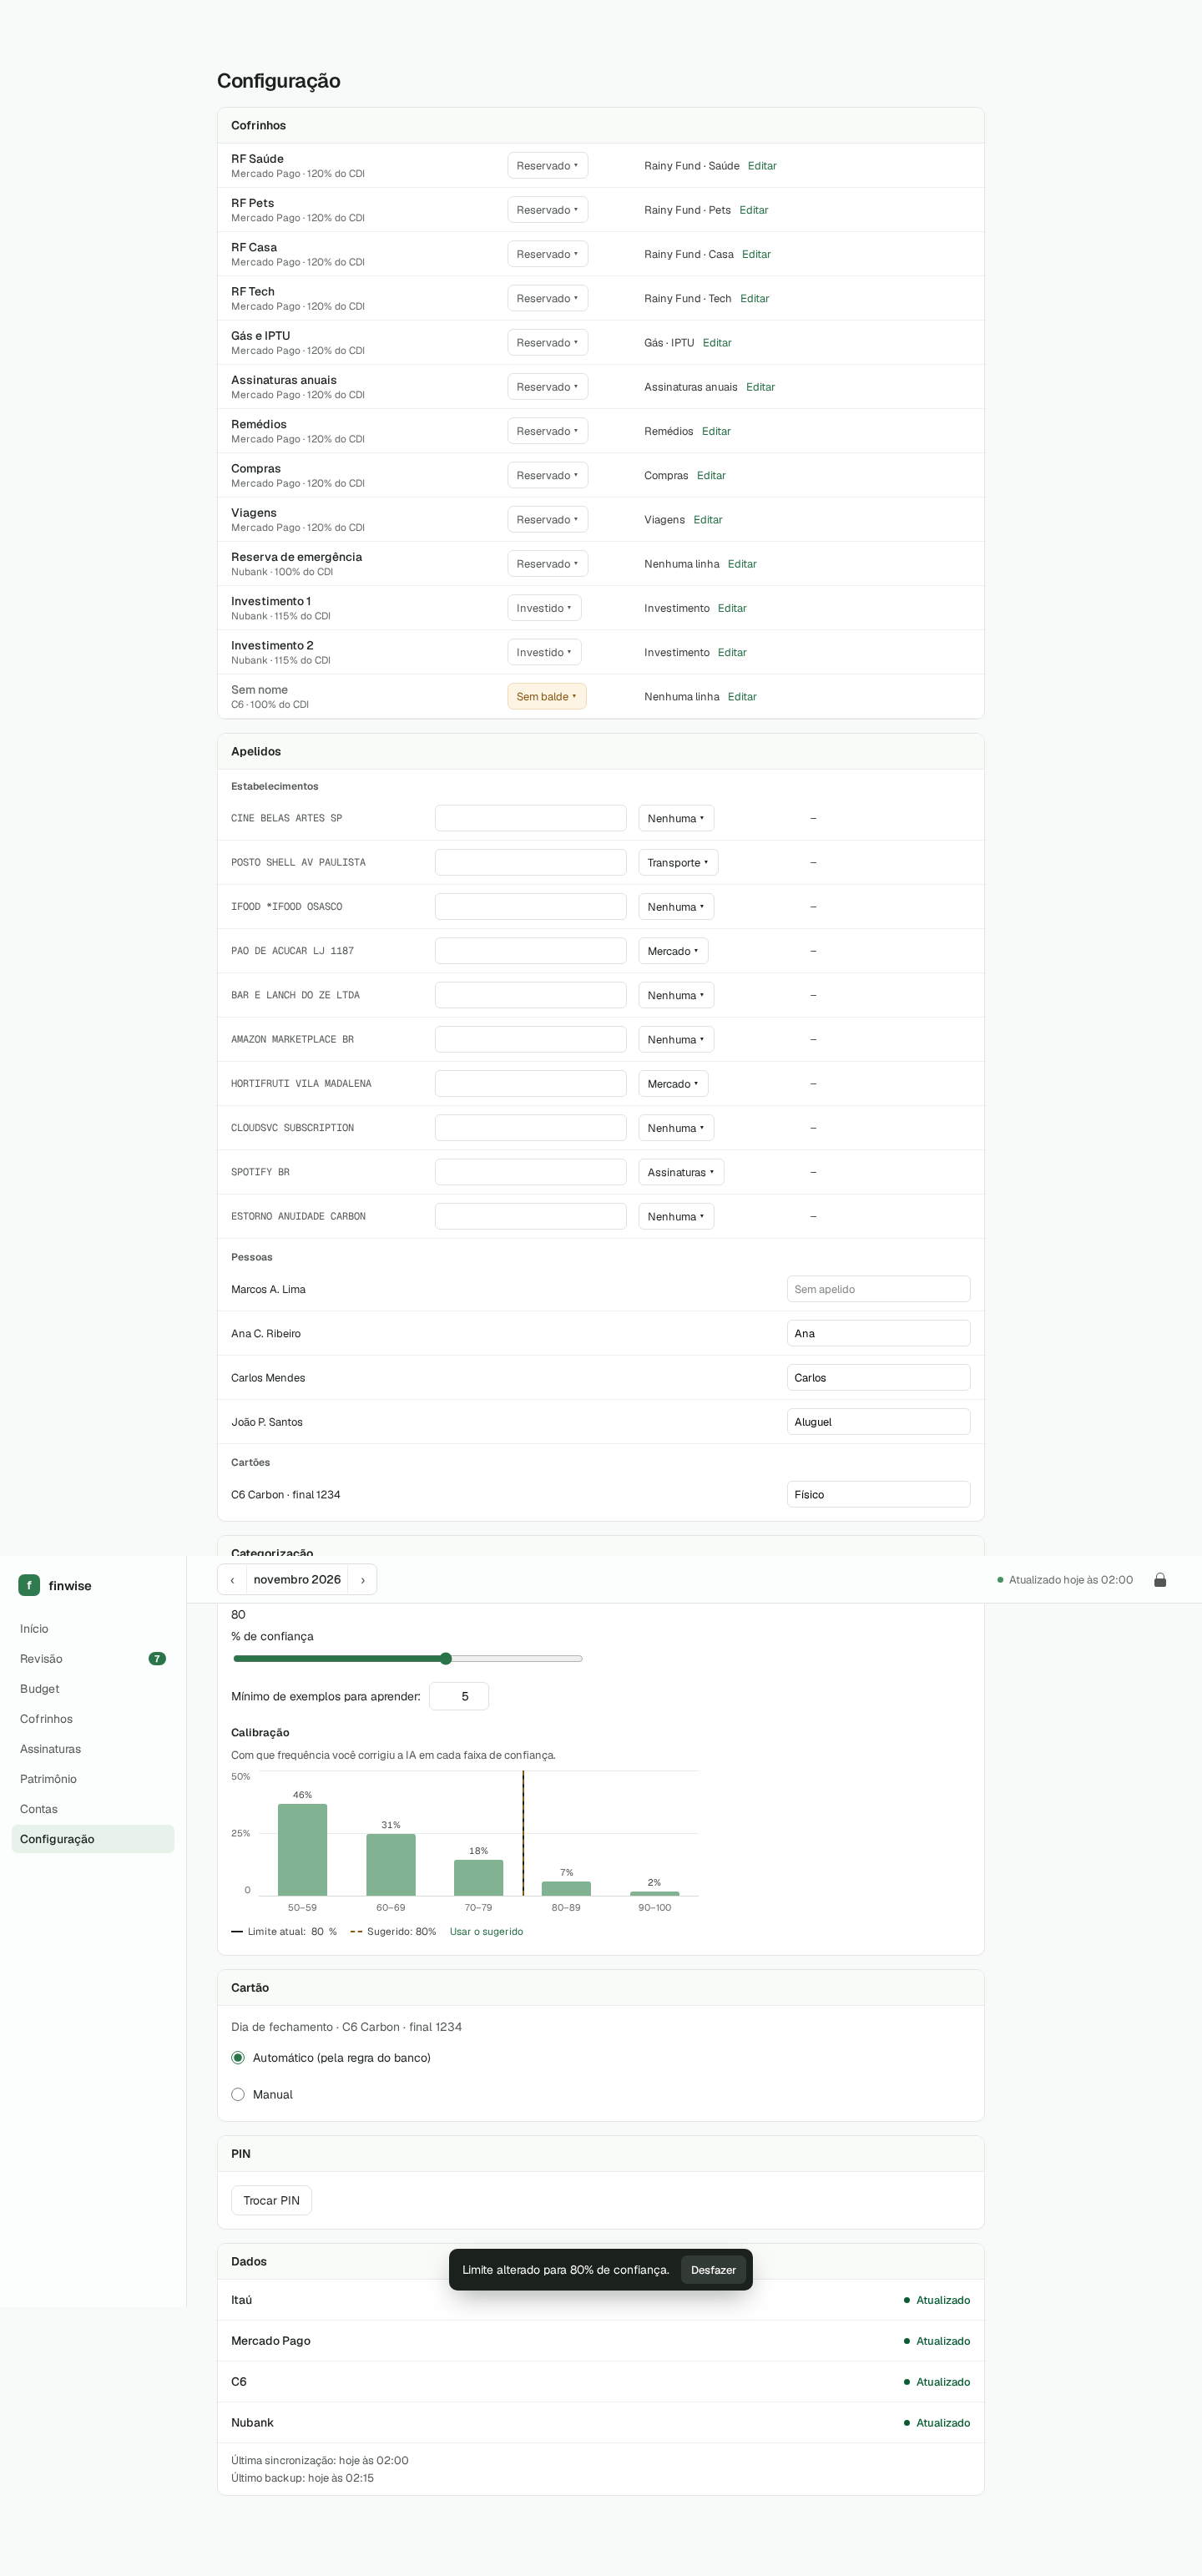 Configuração
Cofrinhos
RF Saúde
Mercado Pago · 120% do CDI
Reservado
Rainy Fund · Saúde Editar
RF Pets
Mercado Pago · 120% do CDI
Reservado
Rainy Fund · Pets Editar
RF Casa
Mercado Pago · 120% do CDI
Reservado
Rainy Fund · Casa Editar
RF Tech
Mercado Pago · 120% do CDI
Reservado
Rainy Fund · Tech Editar
Gás e IPTU
Mercado Pago · 120% do CDI
Reservado
Gás · IPTU Editar
Assinaturas anuais
Mercado Pago · 120% do CDI
Reservado
Assinaturas anuais Editar
Remédios
Mercado Pago · 120% do CDI
Reservado
Remédios Editar
Compras
Mercado Pago · 120% do CDI
Reservado
Compras Editar
Viagens
Mercado Pago · 120% do CDI
Reservado
Viagens Editar
Reserva de emergência
Nubank · 100% do CDI
Reservado
Nenhuma linha Editar
Investimento 1
Nubank · 115% do CDI
Investido
Investimento Editar
Investimento 2
Nubank · 115% do CDI
Investido
Investimento Editar
Sem nome
C6 · 100% do CDI
Sem balde
Nenhuma linha Editar
Apelidos
Estabelecimentos
CINE BELAS ARTES SP Nenhuma –
POSTO SHELL AV PAULISTA Transporte –
IFOOD *IFOOD OSASCO Nenhuma –
PAO DE ACUCAR LJ 1187 Mercado –
BAR E LANCH DO ZE LTDA Nenhuma –
AMAZON MARKETPLACE BR Nenhuma –
HORTIFRUTI VILA MADALENA Mercado –
CLOUDSVC SUBSCRIPTION Nenhuma –
SPOTIFY BR Assinaturas –
ESTORNO ANUIDADE CARBON Nenhuma –
Pessoas
Marcos A. Lima Sem apelido
Ana C. Ribeiro Ana
Carlos Mendes Carlos
João P. Santos Aluguel
Cartões
C6 Carbon · final 1234 Físico
Categorização
f finwise
‹ novembro 2026 ›
Atualizado hoje às 02:00
Início
Revisão 7
Budget
Cofrinhos
Assinaturas
Patrimônio
Contas
Configuração
80
% de confiança
Mínimo de exemplos para aprender: 5
Calibração
Com que frequência você corrigiu a IA em cada faixa de confiança.
50%
25%
0
46%
31%
18%
7%
2%
50–59 60–69 70–79 80–89 90–100
Limite atual: 80 % Sugerido: 80% Usar o sugerido
Cartão
Dia de fechamento · C6 Carbon · final 1234
Automático (pela regra do banco)
Manual
PIN
Trocar PIN
Dados
Limite alterado para 80% de confiança. Desfazer
Itaú Atualizado
Mercado Pago Atualizado
C6 Atualizado
Nubank Atualizado
Última sincronização: hoje às 02:00
Último backup: hoje às 02:15